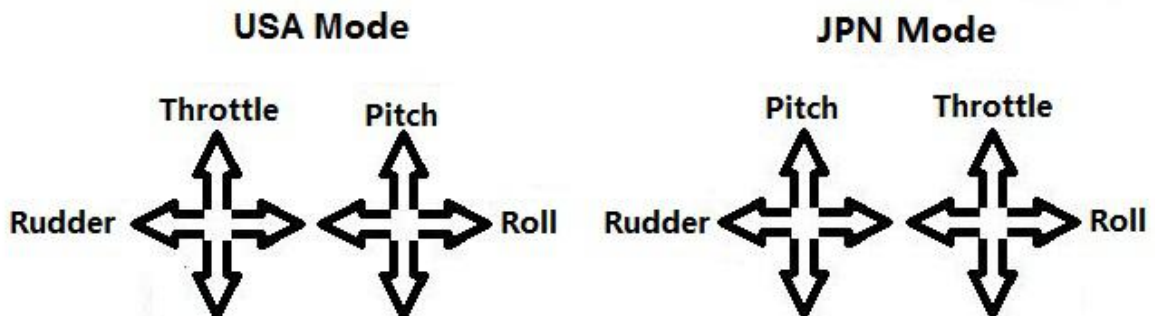 USA Mode
JPN Mode
Throttle
Pitch
Pitch
Throttle
Rudder
Roll
Rudder
Roll